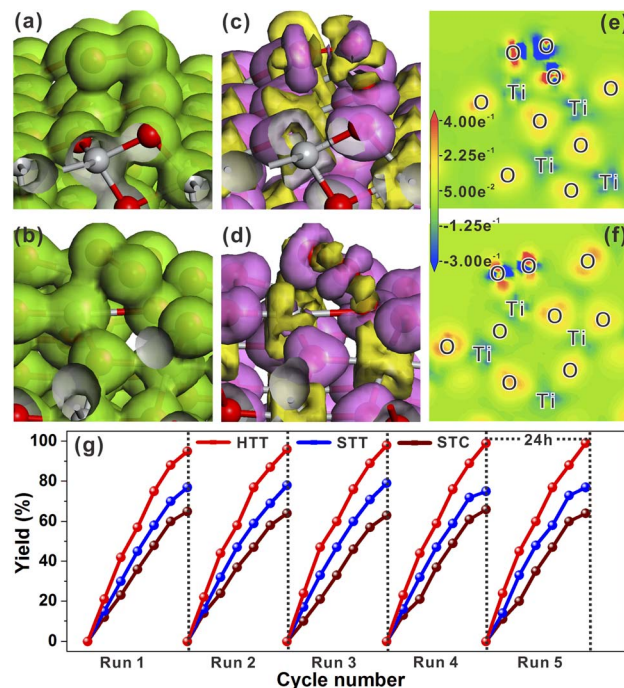 (a)
(c)
(e)
O O
O
Ti
O Ti
O
O
Ti O
O O Ti
4.00e⁻¹
2.25e⁻¹
5.00e⁻²
-1.25e⁻¹
-3.00e⁻¹
(b)
(d)
(f)
O O O
Ti
O O O
O Ti Ti
O O
Ti
(g)
HTT STT STC 24h
Yield (%)
100
80
60
40
20
0
Run 1 Run 2 Run 3 Run 4 Run 5
Cycle number